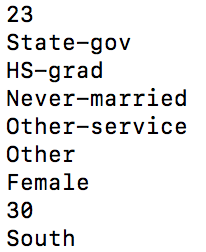 23
State-gov
HS-grad
Never-married
Other-service
Other
Female
30
South